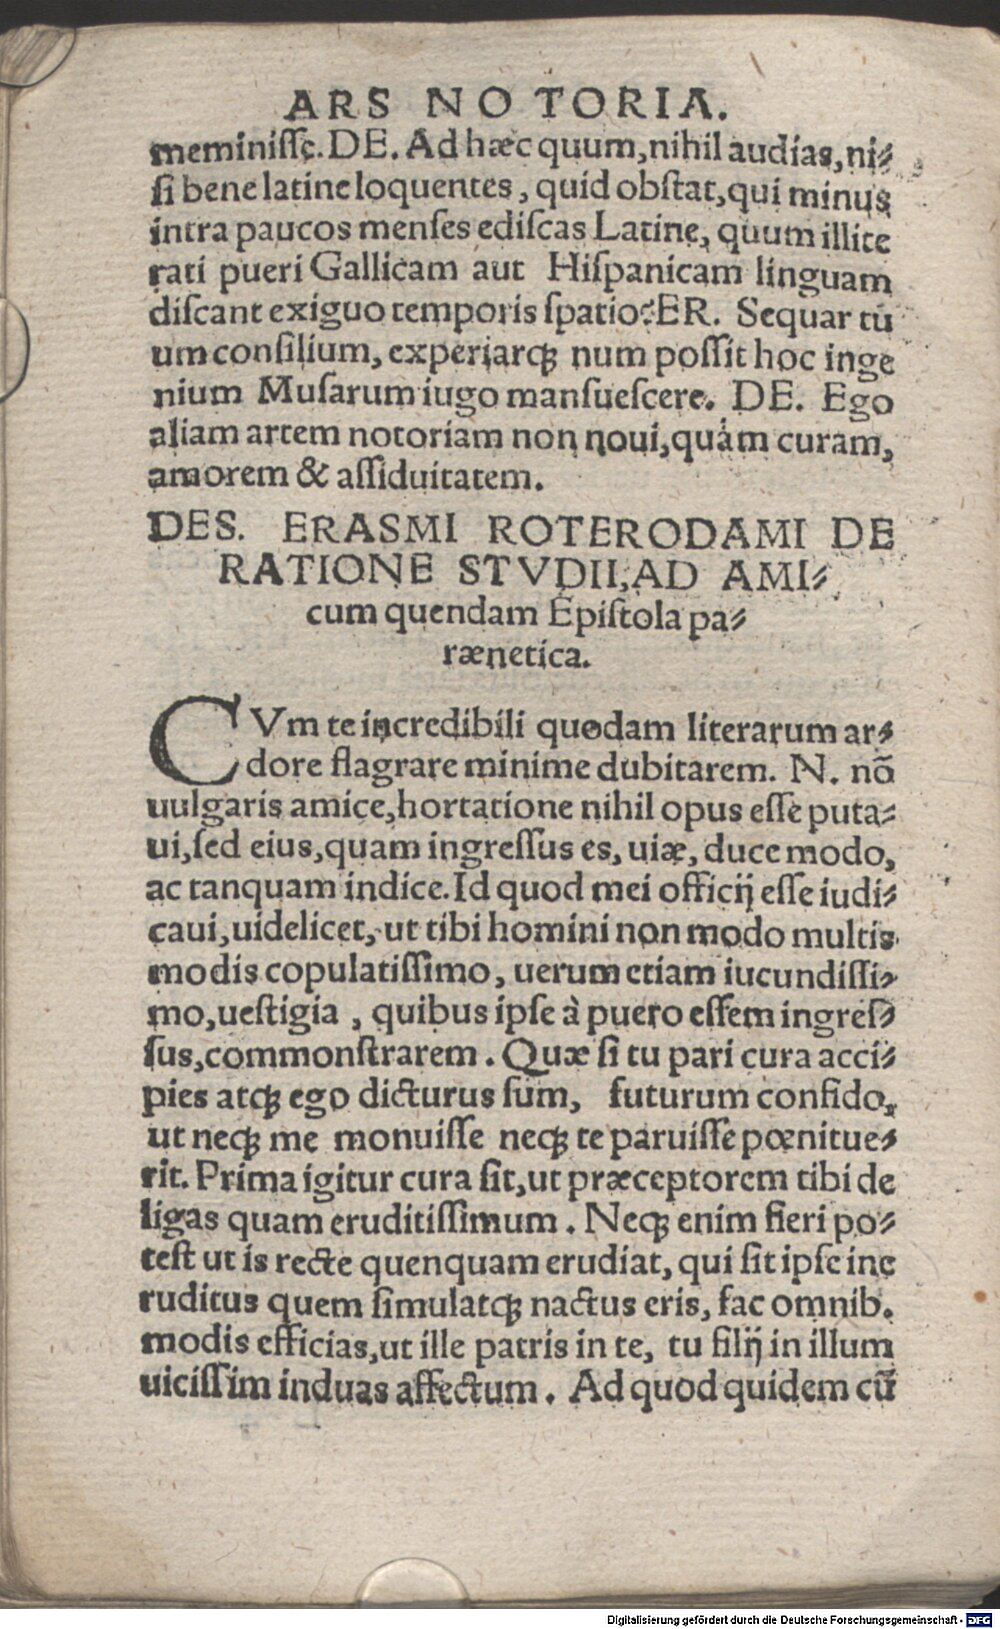 ARS NOTORIA.
meminiſſe. DE. Ad hæc quum, nihil audias, ni⸗
ſi bene latine loquentes, quid obſtat, qui minus
intra paucos menſes ediſcas Latine, quum illite
rati pueri Gallicam aut Hiſpanicam linguam
diſcant exiguo temporis ſpatio? ER. Sequar tū
um conſilium, experiarqꝫ num poſſit hoc inge
nium Muſarum iugo manſueſcere. DE. Ego
aliam artem notoriam non noui, quàm curam,
amorem & aſſiduitatem.
DES. ERASMI ROTERODAMI DE
RATIONE STVDII, AD AMI⸗
cum quendam Epiſtola pa⸗
rænetica.
CVm te incredibili quodam literarum ar⸗
dore flagrare minime dubitarem. N. nō
uulgaris amice, hortatione nihil opus eſſe puta⸗
ui, ſed eius, quam ingreſſus es, uiæ, duce modo,
ac tanquam indice. Id quod mei officij eſſe iudi⸗
caui, uidelicet, ut tibi homini non modo multis
modis copulatiſſimo, uerum etiam iucundiſſi⸗
mo, ueſtigia, quibus ipſe à puero eſſem ingreſ⸗
ſus, commonſtrarem. Quæ ſi tu pari cura acci⸗
pies atqꝫ ego dicturus ſum, futurum confido,
ut neqꝫ me monuiſſe neqꝫ te paruiſſe pœnitue⸗
rit. Prima igitur cura ſit, ut præceptorem tibi de
ligas quam eruditiſſimum. Neqꝫ enim fieri po⸗
teſt ut is recte quenquam erudiat, qui ſit ipſe ine
ruditus quem ſimulatqꝫ nactus eris, fac omnib.
modis efficias, ut ille patris in te, tu filij in illum
uiciſſim induas affectum. Ad quod quidem cū
Digitalisierung gefördert durch die Deutsche Forschungsgemeinschaft - DFG